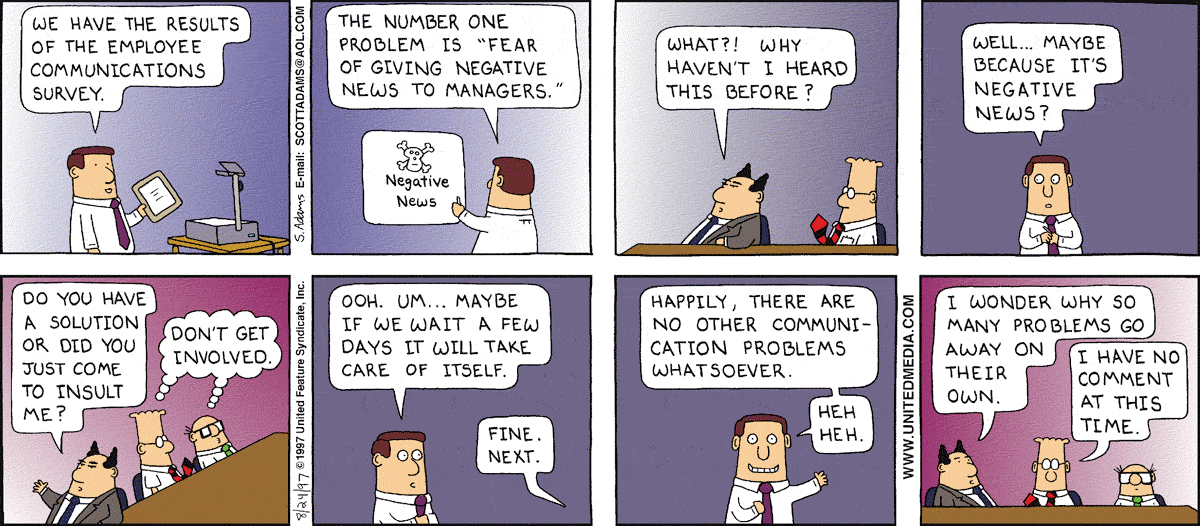 WE HAVE THE RESULTS
OF THE EMPLOYEE
COMMUNICATIONS
SURVEY.
S. Adams E-mail: SCOTTADAMS@AOL.COM
THE NUMBER ONE
PROBLEM IS "FEAR
OF GIVING NEGATIVE
NEWS TO MANAGERS."
Negative
News
WHAT?! WHY
HAVEN'T I HEARD
THIS BEFORE?
WELL... MAYBE
BECAUSE IT'S
NEGATIVE
NEWS?
DO YOU HAVE
A SOLUTION
OR DID YOU
JUST COME
TO INSULT
ME?
DON'T GET
INVOLVED.
8/24/97 © 1997 United Feature Syndicate, Inc.
OOH. UM... MAYBE
IF WE WAIT A FEW
DAYS IT WILL TAKE
CARE OF ITSELF.
FINE.
NEXT.
HAPPILY, THERE ARE
NO OTHER COMMUNI-
CATION PROBLEMS
WHATSOEVER.
HEH
HEH.
WWW.UNITEDMEDIA.COM
I WONDER WHY SO
MANY PROBLEMS GO
AWAY ON
THEIR
OWN.
I HAVE NO
COMMENT
AT THIS
TIME.